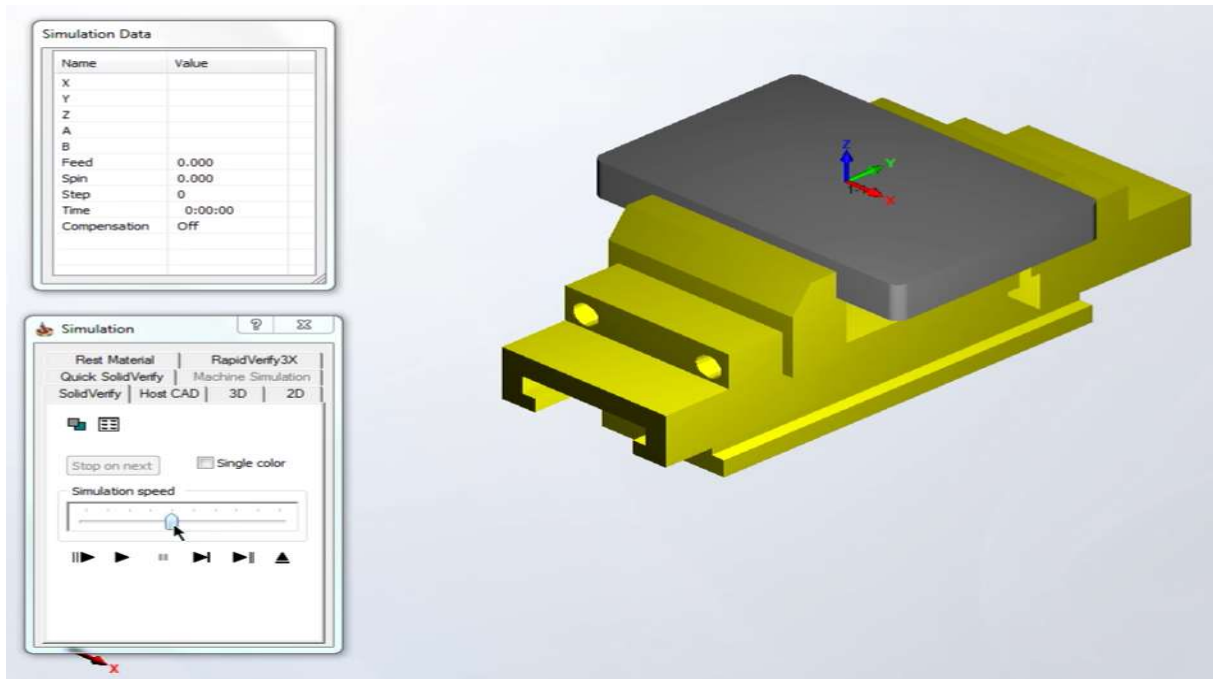 Simulation Data
Name Value
X
Y
Z
A
B
Feed 0.000
Spin 0.000
Step 0
Time 0:00:00
Compensation Off
Simulation
Rest Material RapidVerify3X
Quick SolidVerify Machine Simulation
SolidVerify Host CAD 3D 2D
Stop on next Single color
Simulation speed
X
Z
Y
X